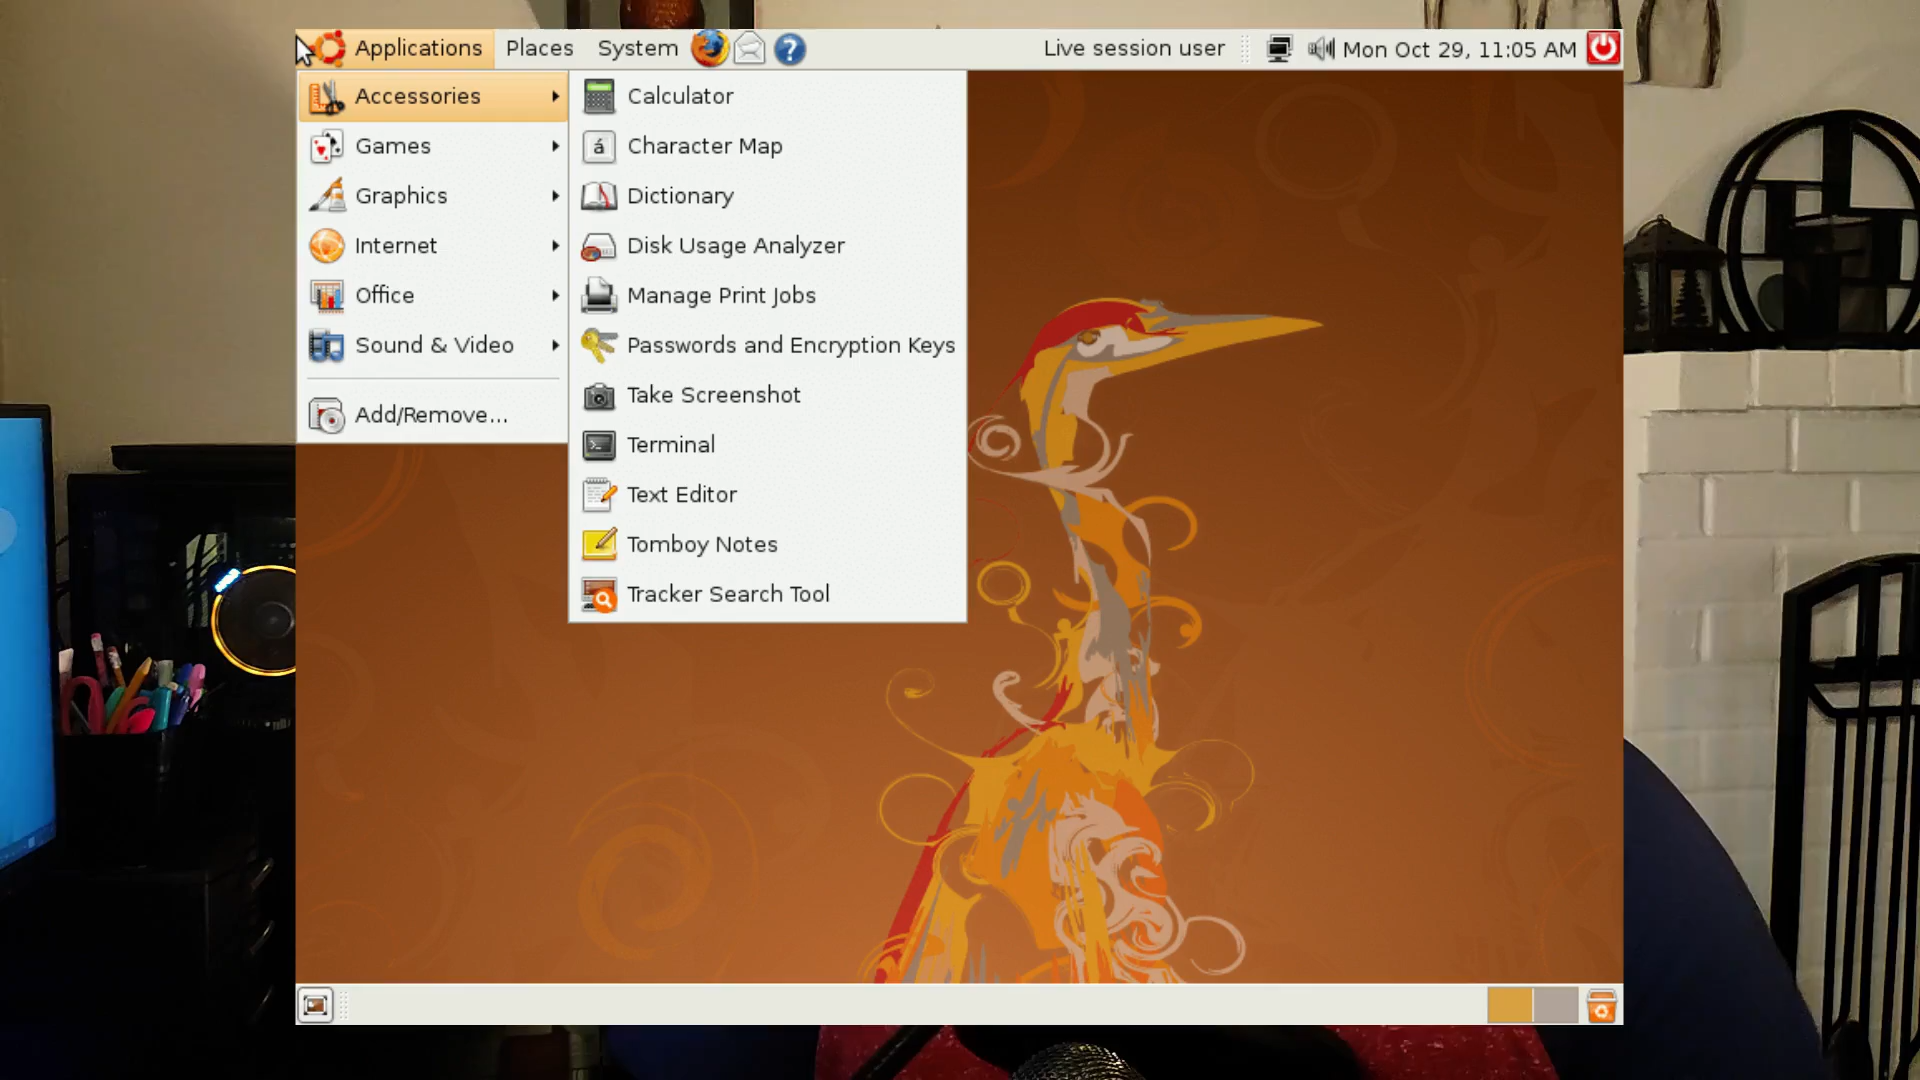 Applications Places System Live session user Mon Oct 29, 11:05 AM
Accessories
Games
Graphics
Internet
Office
Sound & Video
Add/Remove...
Calculator
Character Map
á
Dictionary
Disk Usage Analyzer
Manage Print Jobs
Passwords and Encryption Keys
Take Screenshot
Terminal
Text Editor
Tomboy Notes
Tracker Search Tool